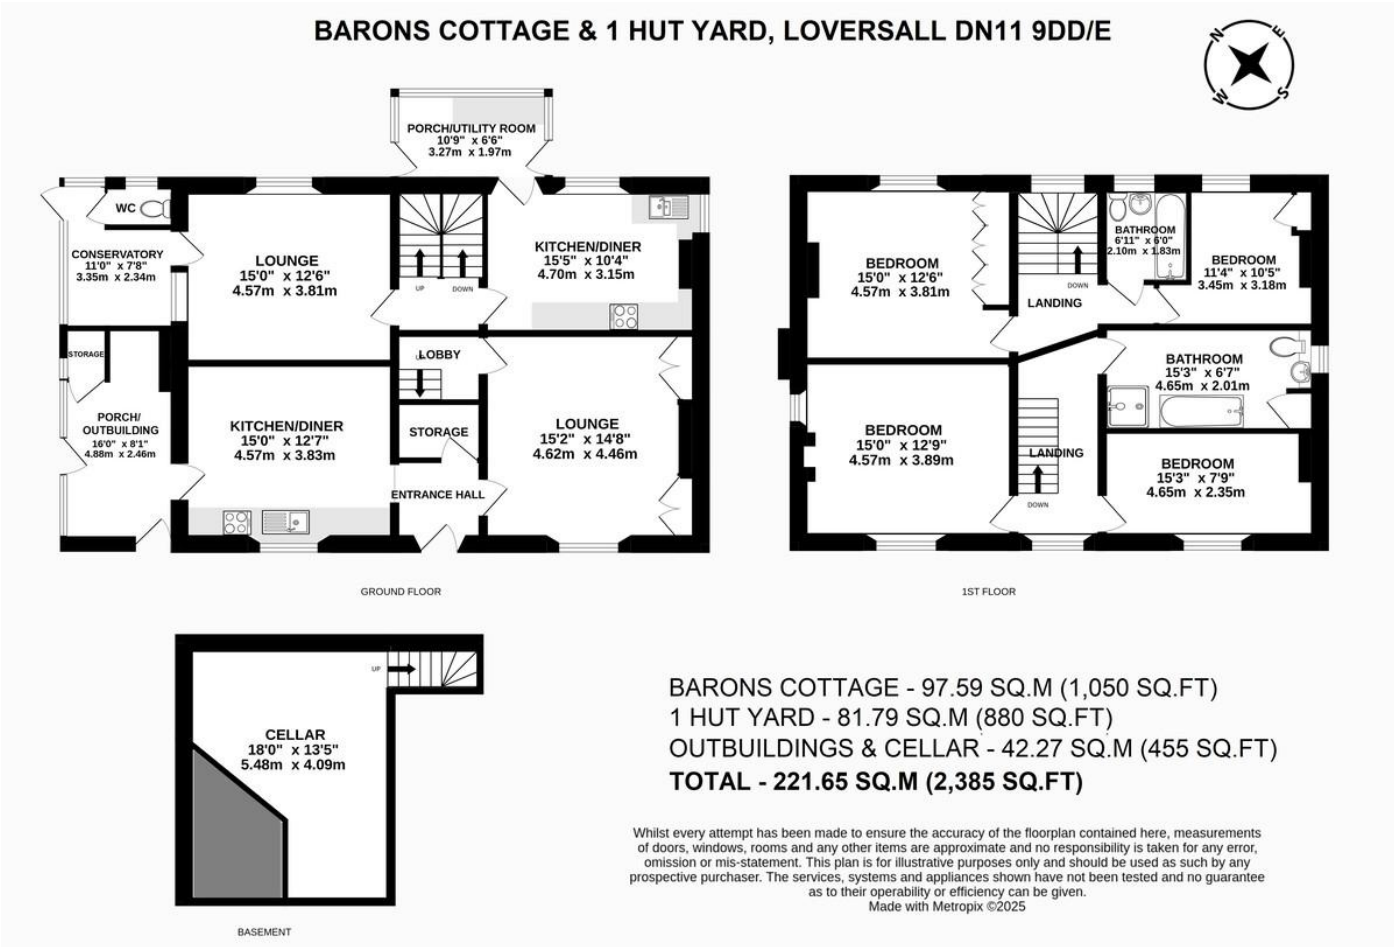 BARONS COTTAGE & 1 HUT YARD, LOVERSALL DN11 9DD/E
N
E
W
S
PORCH/UTILITY ROOM
10'9" x 6'6"
3.27m x 1.97m
WC
CONSERVATORY
11'0" x 7'8"
3.35m x 2.34m
LOUNGE
15'0" x 12'6"
4.57m x 3.81m
UP
DOWN
KITCHEN/DINER
15'5" x 10'4"
4.70m x 3.15m
STORAGE
PORCH/
OUTBUILDING
16'0" x 8'1"
4.88m x 2.46m
KITCHEN/DINER
15'0" x 12'7"
4.57m x 3.83m
LOBBY
UP
STORAGE
ENTRANCE HALL
LOUNGE
15'2" x 14'8"
4.62m x 4.46m
GROUND FLOOR
BEDROOM
15'0" x 12'6"
4.57m x 3.81m
DOWN
LANDING
BATHROOM
6'11" x 6'0"
2.10m x 1.83m
BEDROOM
11'4" x 10'5"
3.45m x 3.18m
BATHROOM
15'3" x 6'7"
4.65m x 2.01m
BEDROOM
15'0" x 12'9"
4.57m x 3.89m
LANDING
DOWN
BEDROOM
15'3" x 7'9"
4.65m x 2.35m
1ST FLOOR
UP
CELLAR
18'0" x 13'5"
5.48m x 4.09m
BASEMENT
BARONS COTTAGE - 97.59 SQ.M (1,050 SQ.FT)
1 HUT YARD - 81.79 SQ.M (880 SQ.FT)
OUTBUILDINGS & CELLAR - 42.27 SQ.M (455 SQ.FT)
TOTAL - 221.65 SQ.M (2,385 SQ.FT)
Whilst every attempt has been made to ensure the accuracy of the floorplan contained here, measurements
of doors, windows, rooms and any other items are approximate and no responsibility is taken for any error,
omission or mis-statement. This plan is for illustrative purposes only and should be used as such by any
prospective purchaser. The services, systems and appliances shown have not been tested and no guarantee
as to their operability or efficiency can be given.
Made with Metropix ©2025